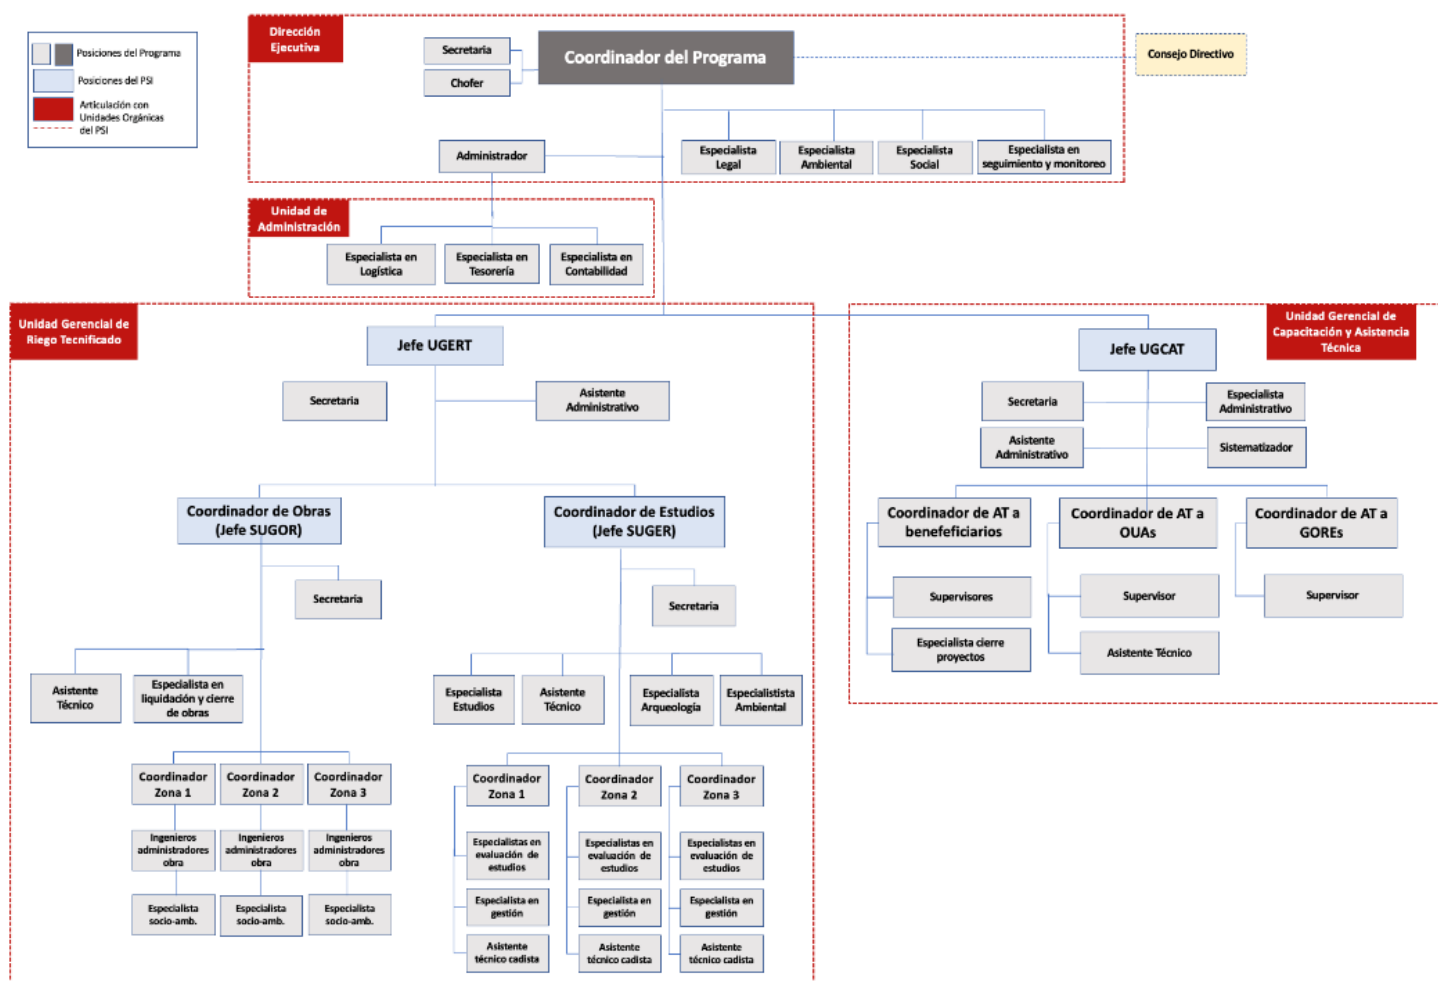 Posiciones del Programa
Posiciones del PSI
Articulación con
Unidades Orgánicas
del PSI
Dirección
Ejecutiva
Secretaria
Chofer
Coordinador del Programa
Consejo Directivo
Administrador
Especialista
Legal
Especialista
Ambiental
Especialista
Social
Especialista en
seguimiento y monitoreo
Unidad de
Administración
Especialista en
Logística
Especialista en
Tesorería
Especialista en
Contabilidad
Unidad Gerencial de
Riego Tecnificado
Jefe UGERT
Secretaria
Asistente
Administrativo
Coordinador de Obras
(Jefe SUGOR)
Secretaria
Asistente
Técnico
Especialista en
liquidación y cierre
de obras
Coordinador
Zona 1
Coordinador
Zona 2
Coordinador
Zona 3
Ingenieros
administradores
obra
Ingenieros
administradores
obra
Ingenieros
administradores
obra
Especialista
socio-amb.
Especialista
socio-amb.
Especialista
socio-amb.
Coordinador de Estudios
(Jefe SUGER)
Secretaria
Especialista
Estudios
Asistente
Técnico
Especialista
Arqueología
Especialistista
Ambiental
Coordinador
Zona 1
Coordinador
Zona 2
Coordinador
Zona 3
Especialistas en
evaluación de
estudios
Especialistas en
evaluación de
estudios
Especialistas en
evaluación de
estudios
Especialista en
gestión
Especialista en
gestión
Especialista en
gestión
Asistente
técnico cadista
Asistente
técnico cadista
Asistente
técnico cadista
Unidad Gerencial de
Capacitación y Asistencia
Técnica
Jefe UGCAT
Secretaria
Especialista
Administrativo
Asistente
Administrativo
Sistematizador
Coordinador de AT a
benefeficiarios
Supervisores
Especialista cierre
proyectos
Coordinador de AT a
OUAs
Supervisor
Asistente Técnico
Coordinador de AT a
GOREs
Supervisor